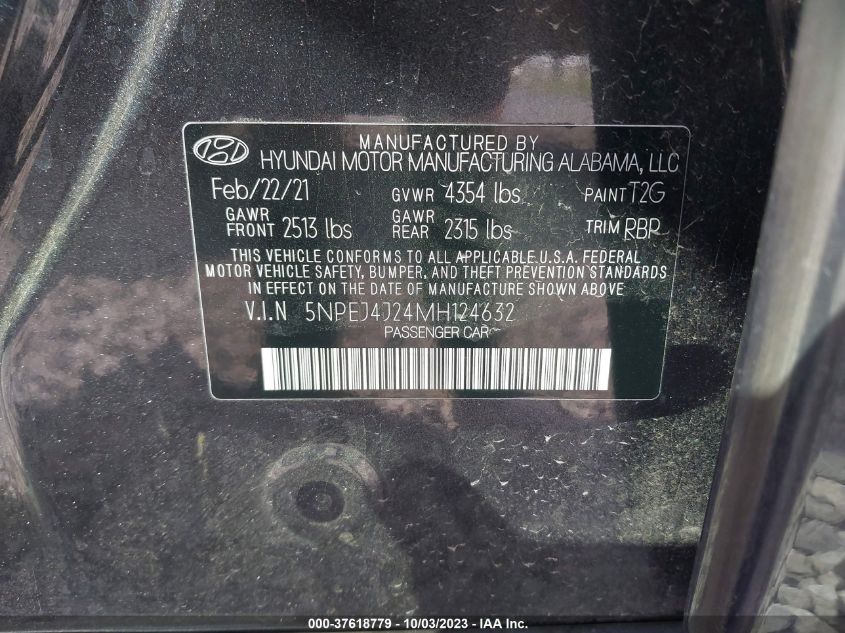 MANUFACTURED BY
HYUNDAI MOTOR MANUFACTURING ALABAMA, LLC
Feb/22/21 GVWR 4354 lbs PAINT T2G
GAWR FRONT 2513 lbs GAWR REAR 2315 lbs TRIM RBP
THIS VEHICLE CONFORMS TO ALL APPLICABLE U.S.A. FEDERAL
MOTOR VEHICLE SAFETY, BUMPER, AND THEFT PREVENTION STANDARDS
IN EFFECT ON THE DATE OF MANUFACTURE SHOWN ABOVE
V.I.N 5NPEJ4J24MH124632
PASSENGER CAR
000-37618779 - 10/03/2023 - IAA Inc.